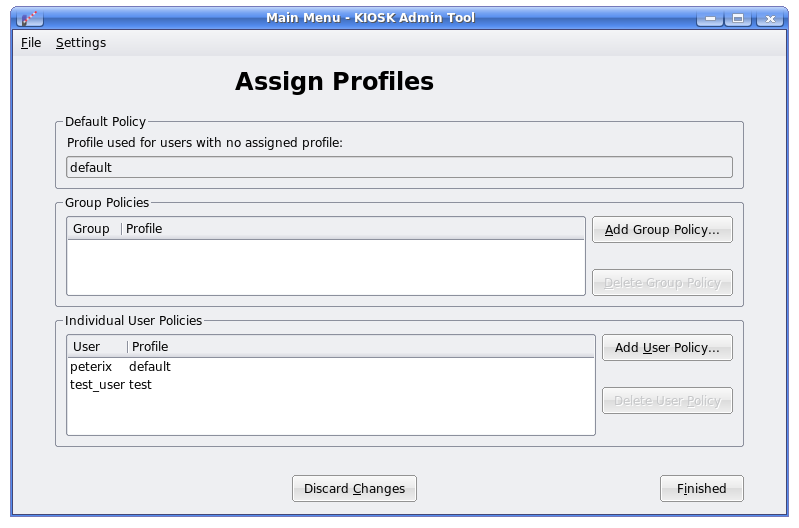 Main Menu - KIOSK Admin Tool
File Settings
Assign Profiles
Default Policy
Profile used for users with no assigned profile:
default
Group Policies
Group Profile
Add Group Policy...
Delete Group Policy
Individual User Policies
User Profile
Add User Policy...
peterix default
test_user test
Delete User Policy
Discard Changes
Finished